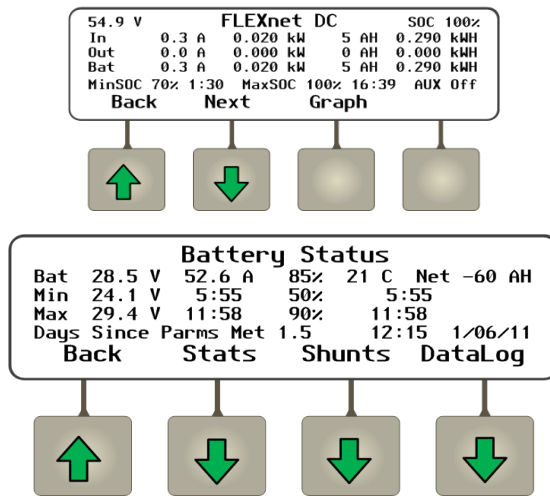 54.9 V FLEXnet DC SOC 100%
In 0.3 A 0.020 kW 5 AH 0.290 kWH
Out 0.0 A 0.000 kW 0 AH 0.000 kWH
Bat 0.3 A 0.020 kW 5 AH 0.290 kWH
MinSOC 70% 1:30 MaxSOC 100% 16:39 AUX Off
Back Next Graph
Battery Status
Bat 28.5 V 52.6 A 85% 21 C Net -60 AH
Min 24.1 V 5:55 50% 5:55
Max 29.4 V 11:58 90% 11:58
Days Since Parms Met 1.5 12:15 1/06/11
Back Stats Shunts DataLog